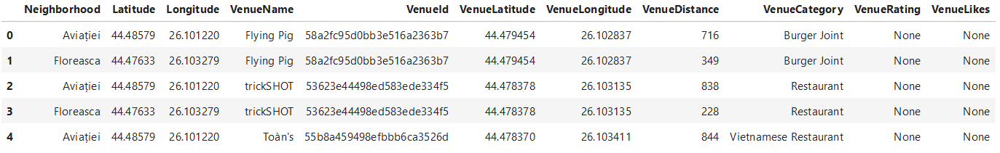 Neighborhood Latitude Longitude VenueName VenueId VenueLatitude VenueLongitude VenueDistance VenueCategory VenueRating VenueLikes
0 Aviației 44.48579 26.101220 Flying Pig 58a2fc95d0bb3e516a2363b7 44.479454 26.102837 716 Burger Joint None None
1 Floreasca 44.47633 26.103279 Flying Pig 58a2fc95d0bb3e516a2363b7 44.479454 26.102837 349 Burger Joint None None
2 Aviației 44.48579 26.101220 trickSHOT 53623e44498ed583ede334f5 44.478378 26.103135 838 Restaurant None None
3 Floreasca 44.47633 26.103279 trickSHOT 53623e44498ed583ede334f5 44.478378 26.103135 228 Restaurant None None
4 Aviației 44.48579 26.101220 Toàn's 55b8a459498efbbb6ca3526d 44.478370 26.103411 844 Vietnamese Restaurant None None